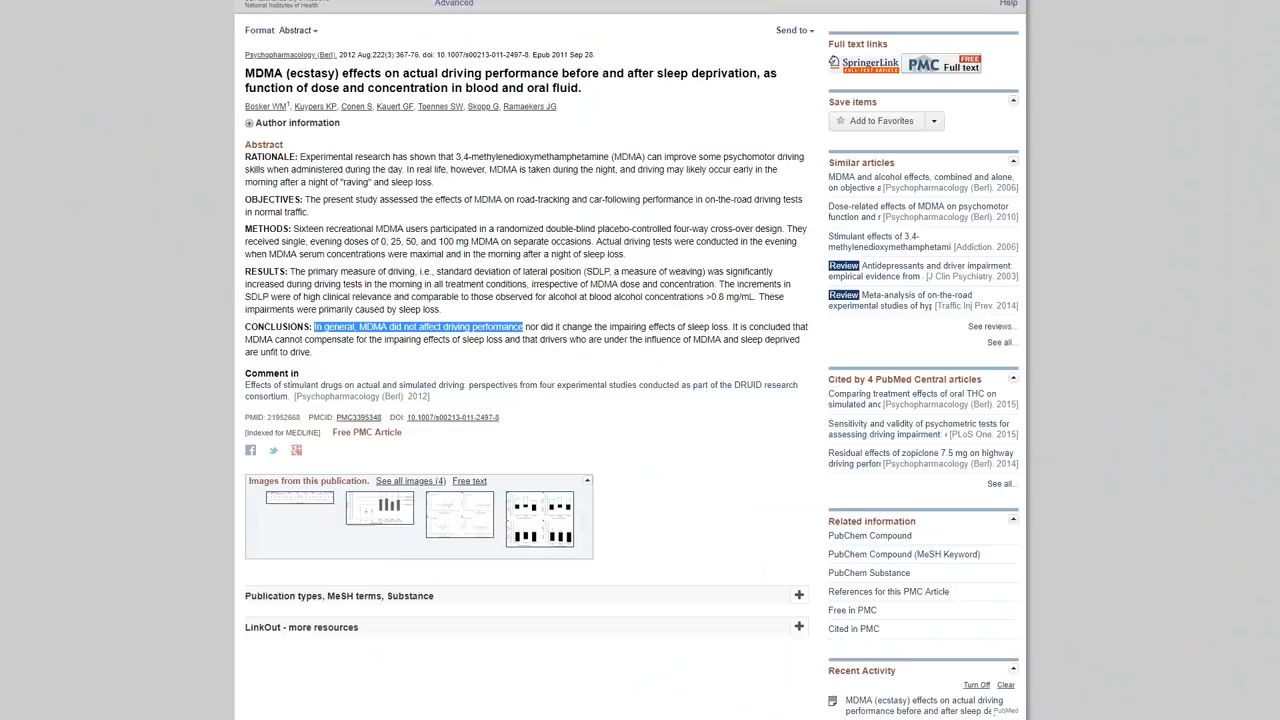 National Institutes of Health
Advanced
Help
Format: Abstract
Send to
Psychopharmacology (Berl). 2012 Aug;222(3):367-76. doi: 10.1007/s00213-011-2497-8. Epub 2011 Sep 28.
MDMA (ecstasy) effects on actual driving performance before and after sleep deprivation, as
function of dose and concentration in blood and oral fluid.
Bosker WM1, Kuypers KP, Conen S, Kauert GF, Toennes SW, Skopp G, Ramaekers JG.
Author information
Abstract
RATIONALE: Experimental research has shown that 3,4-methylenedioxymethamphetamine (MDMA) can improve some psychomotor driving
skills when administered during the day. In real life, however, MDMA is taken during the night, and driving may likely occur early in the
morning after a night of "raving" and sleep loss.
OBJECTIVES: The present study assessed the effects of MDMA on road-tracking and car-following performance in on-the-road driving tests
in normal traffic.
METHODS: Sixteen recreational MDMA users participated in a randomized double-blind placebo-controlled four-way cross-over design. They
received single, evening doses of 0, 25, 50, and 100 mg MDMA on separate occasions. Actual driving tests were conducted in the evening
when MDMA serum concentrations were maximal and in the morning after a night of sleep loss.
RESULTS: The primary measure of driving, i.e., standard deviation of lateral position (SDLP, a measure of weaving) was significantly
increased during driving tests in the morning in all treatment conditions, irrespective of MDMA dose and concentration. The increments in
SDLP were of high clinical relevance and comparable to those observed for alcohol at blood alcohol concentrations >0.8 mg/mL. These
impairments were primarily caused by sleep loss.
CONCLUSIONS: In general, MDMA did not affect driving performance nor did it change the impairing effects of sleep loss. It is concluded that
MDMA cannot compensate for the impairing effects of sleep loss and that drivers who are under the influence of MDMA and sleep deprived
are unfit to drive.
Comment in
Effects of stimulant drugs on actual and simulated driving: perspectives from four experimental studies conducted as part of the DRUID research
consortium. [Psychopharmacology (Berl). 2012]
PMID: 21952668 PMCID: PMC3395348 DOI: 10.1007/s00213-011-2497-8
[Indexed for MEDLINE] Free PMC Article
Images from this publication. See all images (4) Free text
Publication types, MeSH terms, Substance
LinkOut - more resources
Full text links
SpringerLink
FULL-TEXT ARTICLE
PMC FREE Full text
Save items
Add to Favorites
Similar articles
MDMA and alcohol effects, combined and alone,
on objective a [Psychopharmacology (Berl). 2006]
Dose-related effects of MDMA on psychomotor
function and r [Psychopharmacology (Berl). 2010]
Stimulant effects of 3,4-
methylenedioxymethamphetami [Addiction. 2006]
Review Antidepressants and driver impairment:
empirical evidence from [J Clin Psychiatry. 2003]
Review Meta-analysis of on-the-road
experimental studies of hyp [Traffic Inj Prev. 2014]
See reviews...
See all...
Cited by 4 PubMed Central articles
Comparing treatment effects of oral THC on
simulated and [Psychopharmacology (Berl). 2015]
Sensitivity and validity of psychometric tests for
assessing driving impairment: [PLoS One. 2015]
Residual effects of zopiclone 7.5 mg on highway
driving perfor [Psychopharmacology (Berl). 2014]
See all...
Related information
PubChem Compound
PubChem Compound (MeSH Keyword)
PubChem Substance
References for this PMC Article
Free in PMC
Cited in PMC
Recent Activity
Turn Off Clear
MDMA (ecstasy) effects on actual driving
performance before and after sleep de PubMed